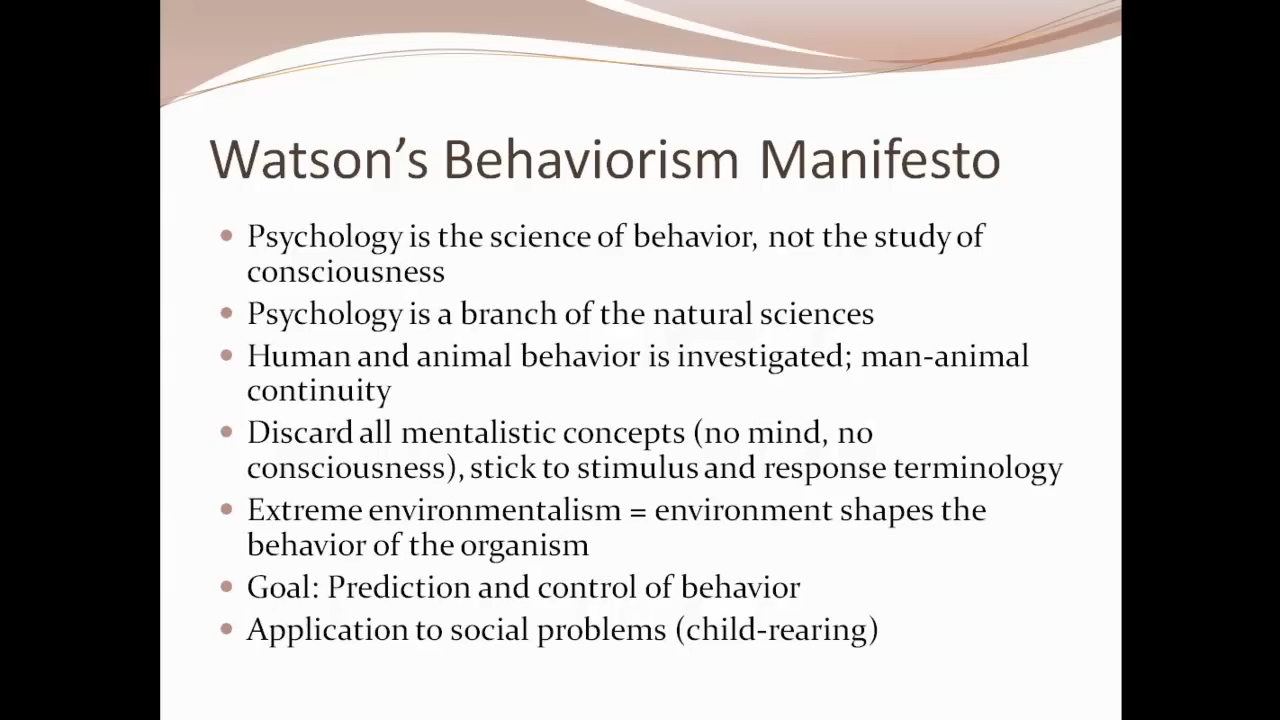 Watson’s Behaviorism Manifesto
• Psychology is the science of behavior, not the study of
consciousness
• Psychology is a branch of the natural sciences
• Human and animal behavior is investigated; man-animal
continuity
• Discard all mentalistic concepts (no mind, no
consciousness), stick to stimulus and response terminology
• Extreme environmentalism = environment shapes the
behavior of the organism
• Goal: Prediction and control of behavior
• Application to social problems (child-rearing)